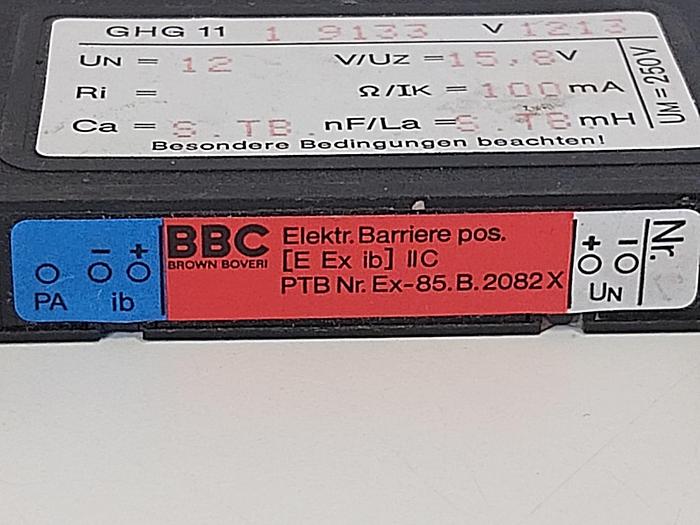 GHG 11 1 9133 V 1213
UN = 12 V/Uz = 15,8 V
Ri = Ω/IK = 100 mA
Ca = S.TB. nF/La = S.TB mH
UM = 250V
Besondere Bedingungen beachten!
- +
PA ib
BBC
BROWN BOVERI
Elektr. Barriere pos.
[E Ex ib] IIC
PTB Nr. Ex-85.B.2082X
+ -
UN
Nr.